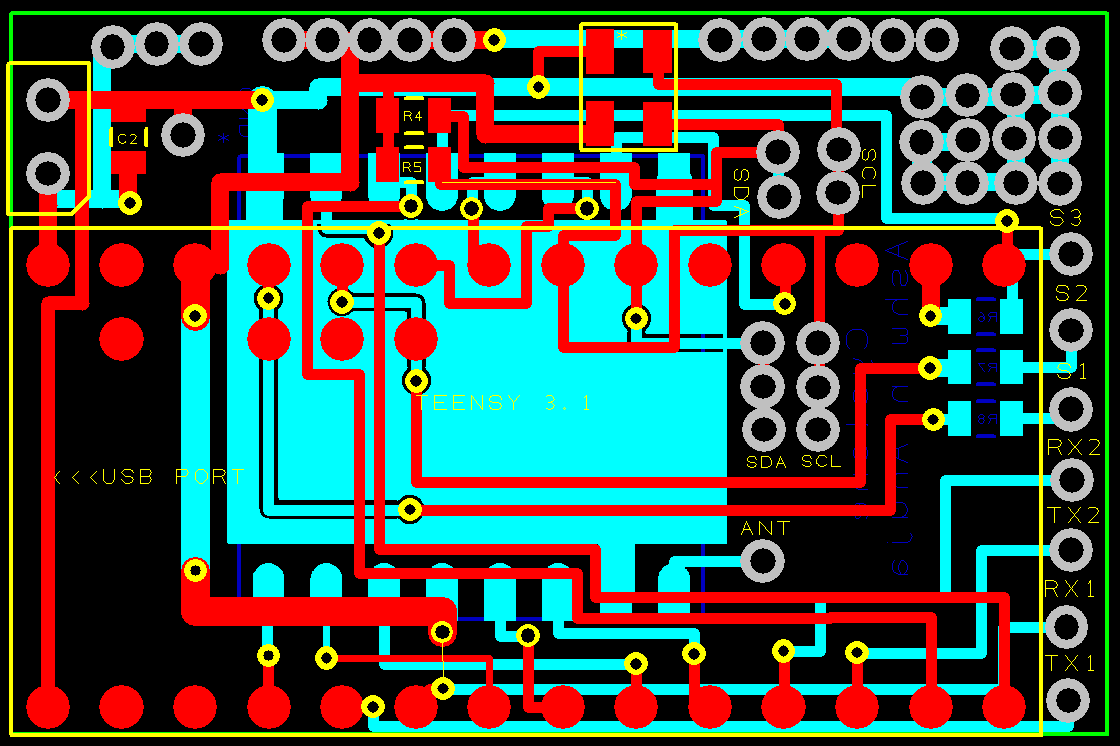 *
R4
C2
*
R5
SDA
SCL
S3
S2
S1
TEENSY 3.1
RX2
SDA SCL
<<<USB PORT
TX2
ANT
RX1
TX1